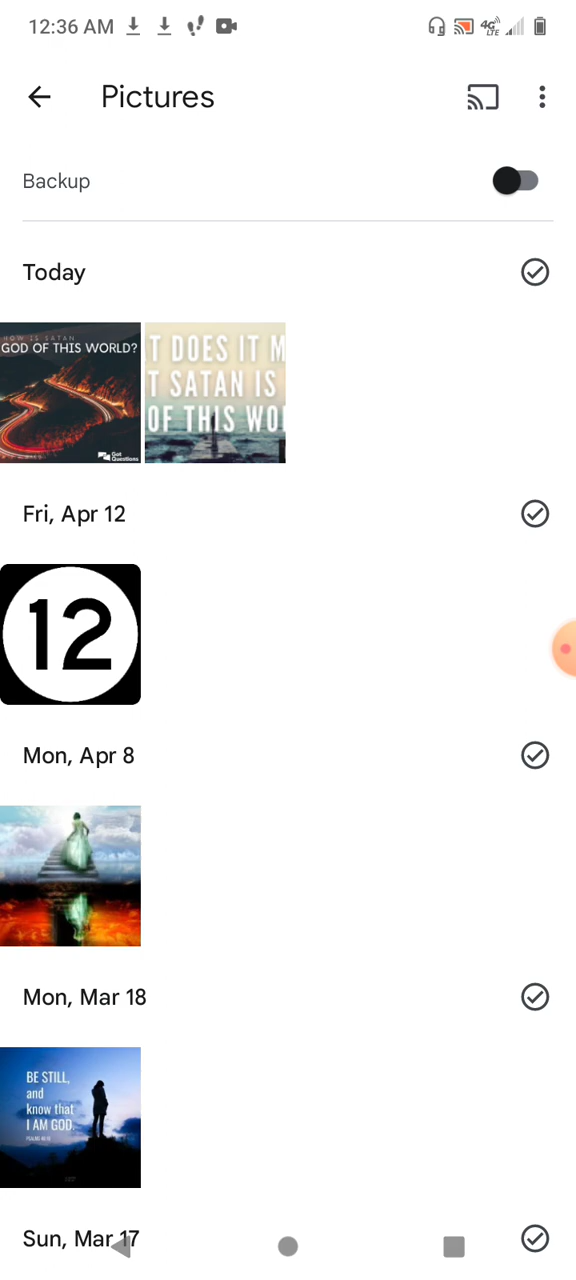 12:36 AM
4G
LTE
Pictures
Backup
Today
HOW IS SATAN
GOD OF THIS WORLD?
Got
Questions
T DOES IT M
T SATAN IS
OF THIS WO
Fri, Apr 12
12
Mon, Apr 8
Mon, Mar 18
BE STILL,
and
know that
I AM GOD.
Sun, Mar 17